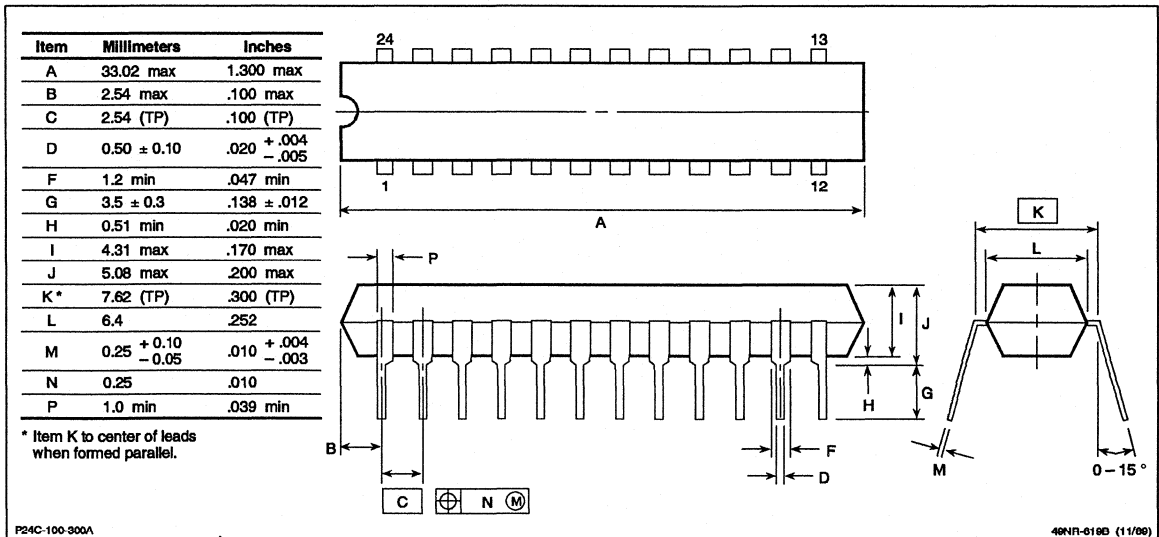 Item Millimeters Inches
A 33.02 max 1.300 max
B 2.54 max .100 max
C 2.54 (TP) .100 (TP)
D 0.50 ± 0.10 .020 + .004 − .005
F 1.2 min .047 min
G 3.5 ± 0.3 .138 ± .012
H 0.51 min .020 min
I 4.31 max .170 max
J 5.08 max .200 max
K* 7.62 (TP) .300 (TP)
L 6.4 .252
M 0.25 + 0.10 − 0.05 .010 + .004 − .003
N 0.25 .010
P 1.0 min .039 min
* Item K to center of leads
when formed parallel.
24 13
1 12
A
P
I J
H G
B F
D
C N M
K
L
M 0 – 15 °
P24C-100-300A
49NR-619B (11/89)